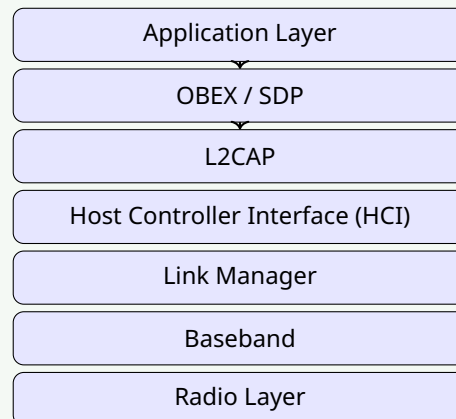 Application Layer
OBEX / SDP
L2CAP
Host Controller Interface (HCI)
Link Manager
Baseband
Radio Layer